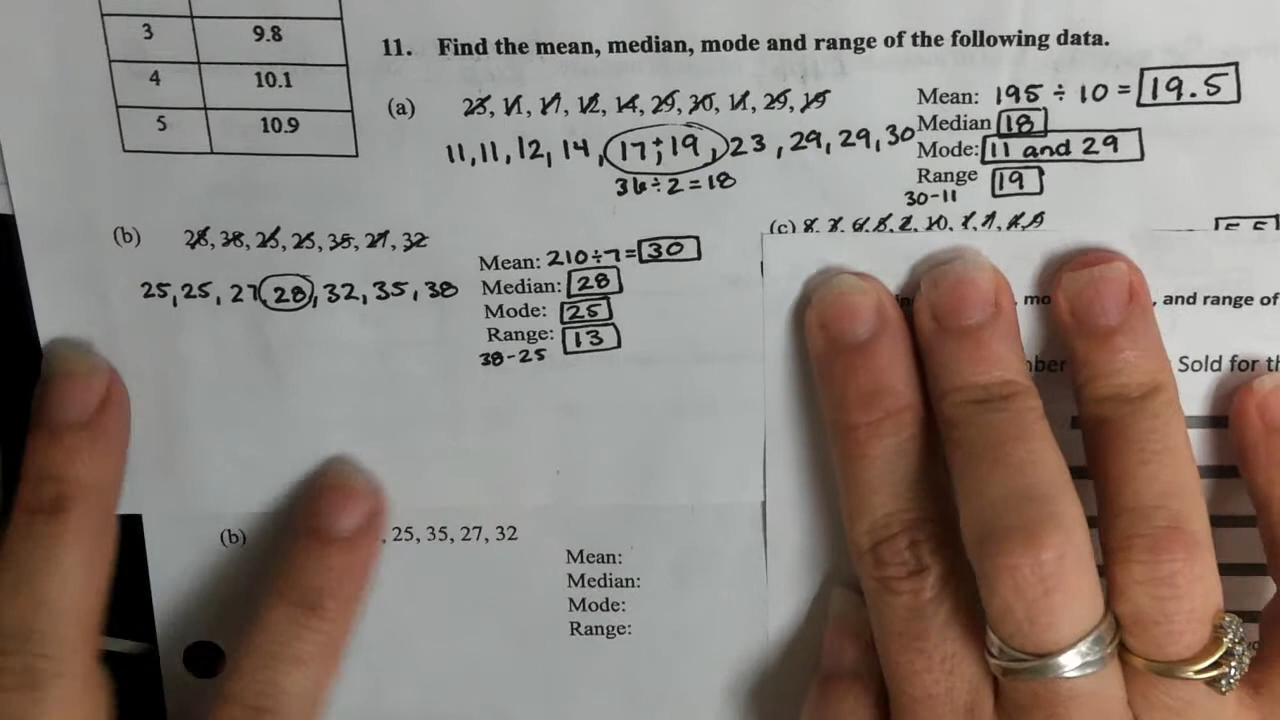 3 9.8
4 10.1
5 10.9
11. Find the mean, median, mode and range of the following data.
(a) 23, 11, 17, 12, 14, 29, 30, 11, 29, 19
11, 11, 12, 14, 17 + 19, 23, 29, 29, 30
36 ÷ 2 = 18
Mean: 195 ÷ 10 = 19.5
Median 18
Mode: 11 and 29
Range 19
30-11
(b) 28, 38, 25, 25, 35, 27, 32
25, 25, 27, 28, 32, 35, 38
Mean: 210÷7= 30
Median: 28
Mode: 25
Range: 13
38-25
(c) 8,
, and range of
Sold for
(b) , 25, 35, 27, 32
Mean:
Median:
Mode:
Range: